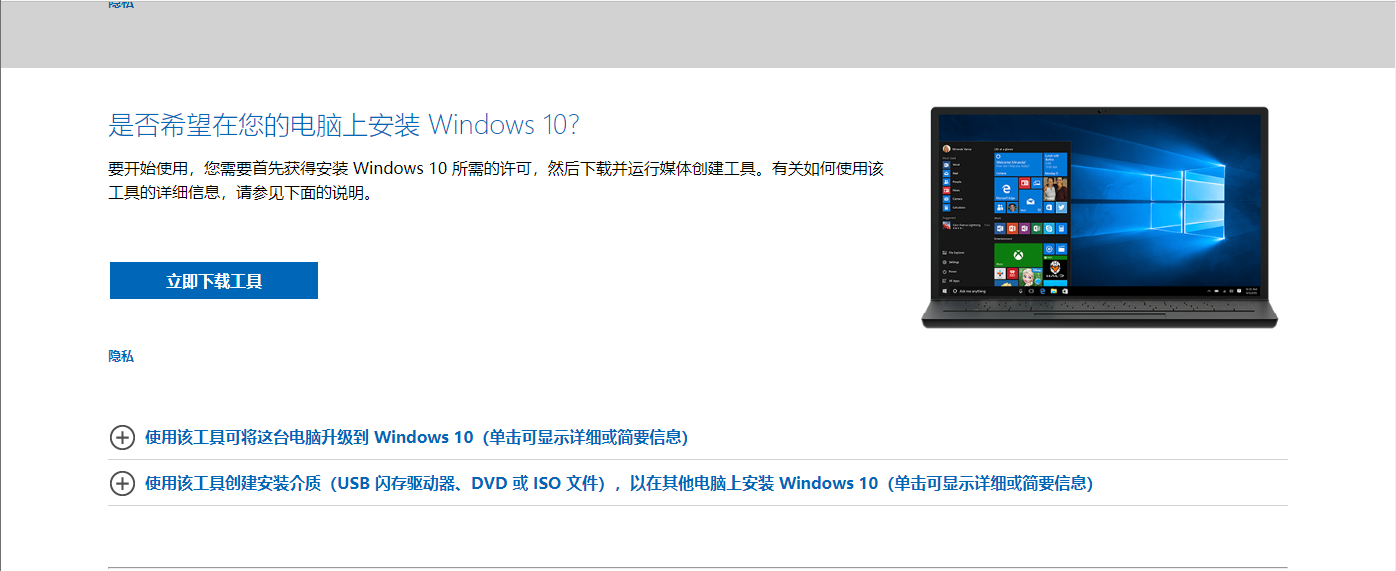 隐私
是否希望在您的电脑上安装 Windows 10？
要开始使用，您需要首先获得安装 Windows 10 所需的许可，然后下载并运行媒体创建工具。有关如何使用该
工具的详细信息，请参见下面的说明。
立即下载工具
隐私
使用该工具可将这台电脑升级到 Windows 10（单击可显示详细或简要信息）
使用该工具创建安装介质（USB 闪存驱动器、DVD 或 ISO 文件），以在其他电脑上安装 Windows 10（单击可显示详细或简要信息）